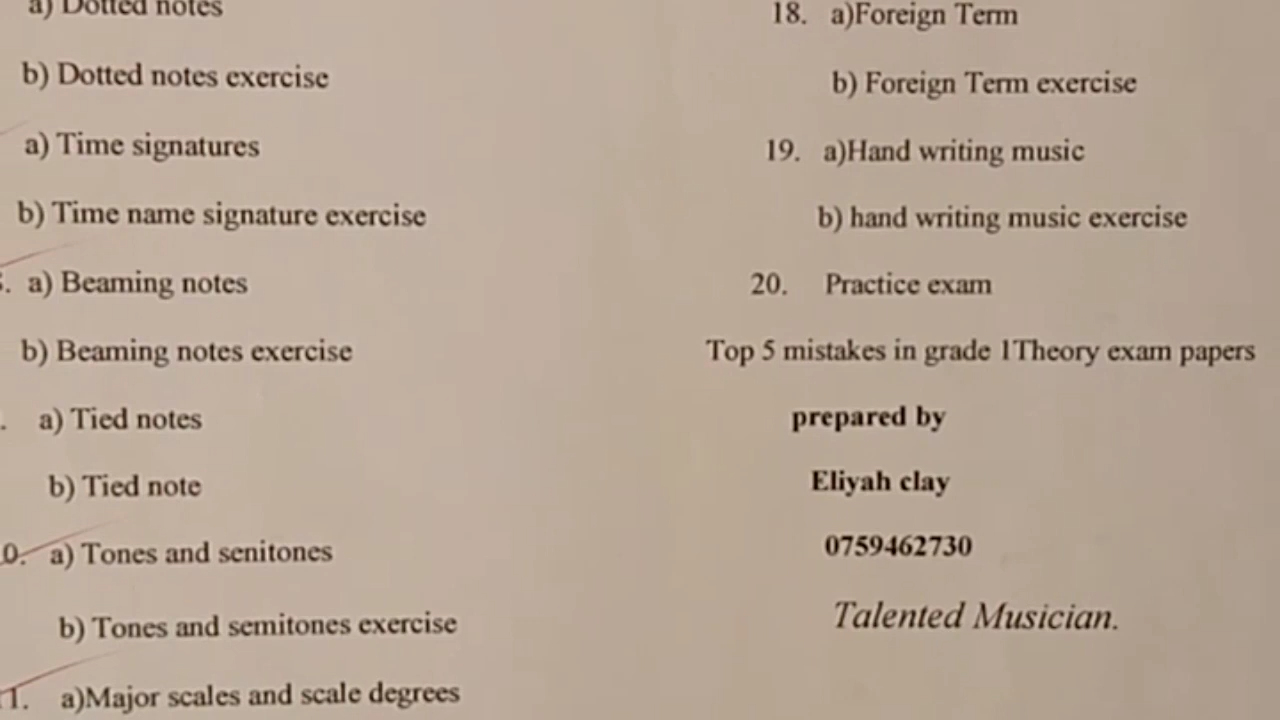 a) Dotted notes
b) Dotted notes exercise
a) Time signatures
b) Time name signature exercise
. a) Beaming notes
b) Beaming notes exercise
. a) Tied notes
b) Tied note
0. a) Tones and senitones
b) Tones and semitones exercise
11. a)Major scales and scale degrees
18. a)Foreign Term
b) Foreign Term exercise
19. a)Hand writing music
b) hand writing music exercise
20. Practice exam
Top 5 mistakes in grade 1Theory exam papers
prepared by
Eliyah clay
0759462730
Talented Musician.